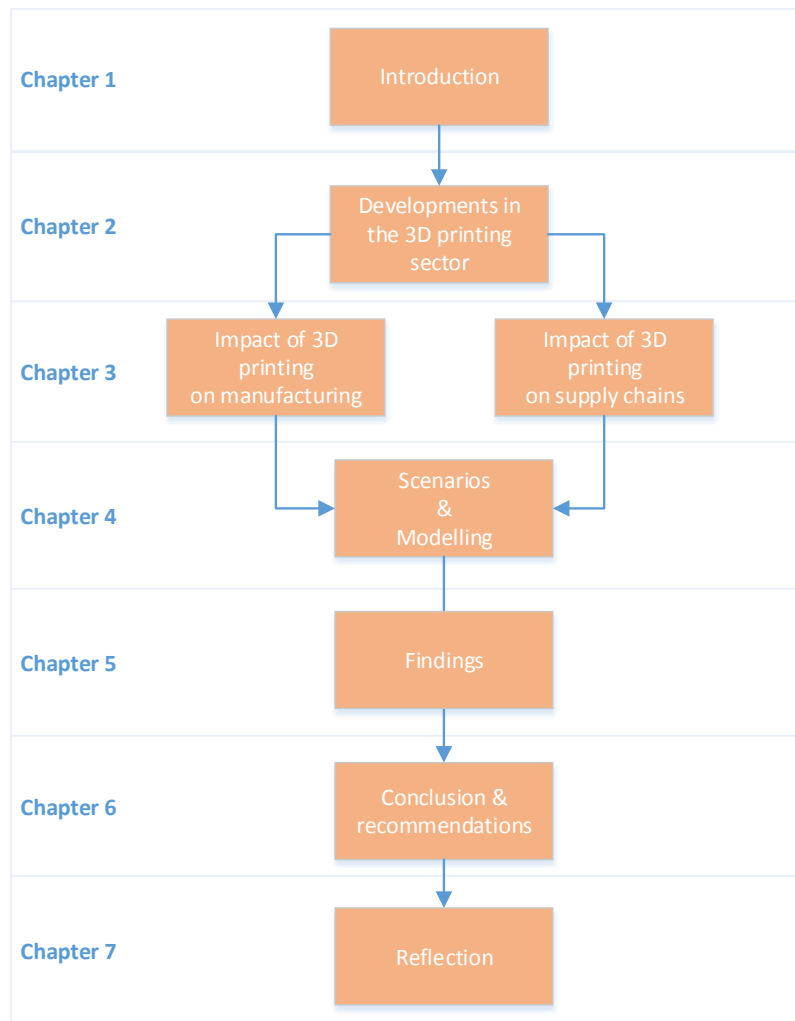 Chapter 1
Introduction
Chapter 2
Developments in
the 3D printing
sector
Chapter 3
Impact of 3D
printing
on manufacturing
Impact of 3D
printing
on supply chains
Chapter 4
Scenarios
&
Modelling
Chapter 5
Findings
Chapter 6
Conclusion &
recommendations
Chapter 7
Reflection